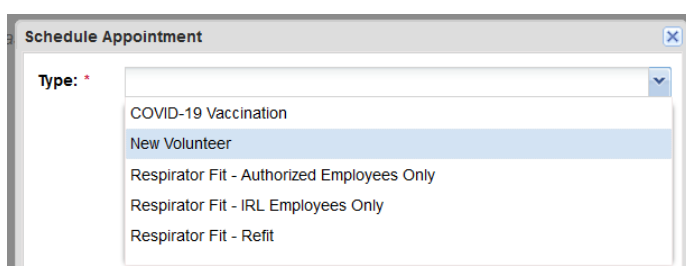 Schedule Appointment
Type: *
COVID-19 Vaccination
New Volunteer
Respirator Fit - Authorized Employees Only
Respirator Fit - IRL Employees Only
Respirator Fit - Refit